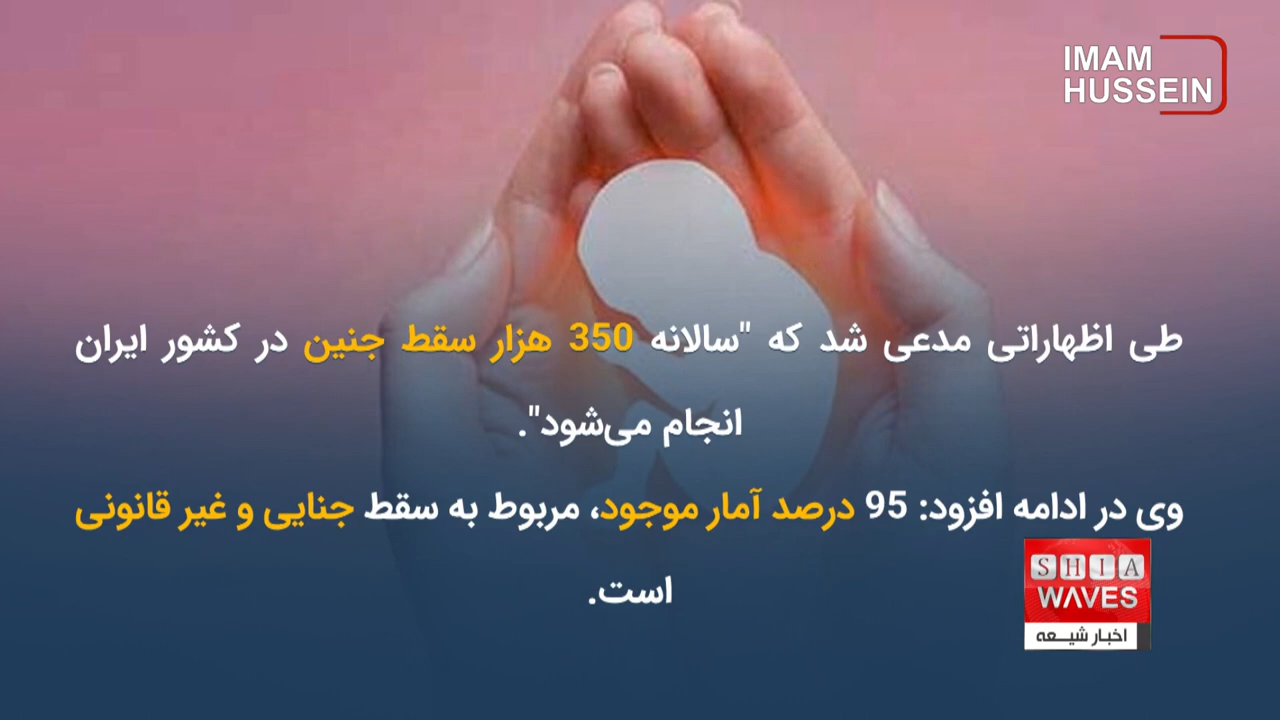 IMAM
HUSSEIN
طی اظهاراتی مدعی شد که "سالانه 350 هزار سقط جنین در کشور ایران
انجام می‌شود".
وی در ادامه افزود: 95 درصد آمار موجود، مربوط به سقط جنایی و غیر قانونی
است.
SHIA
WAVES
اخبار شیـعه